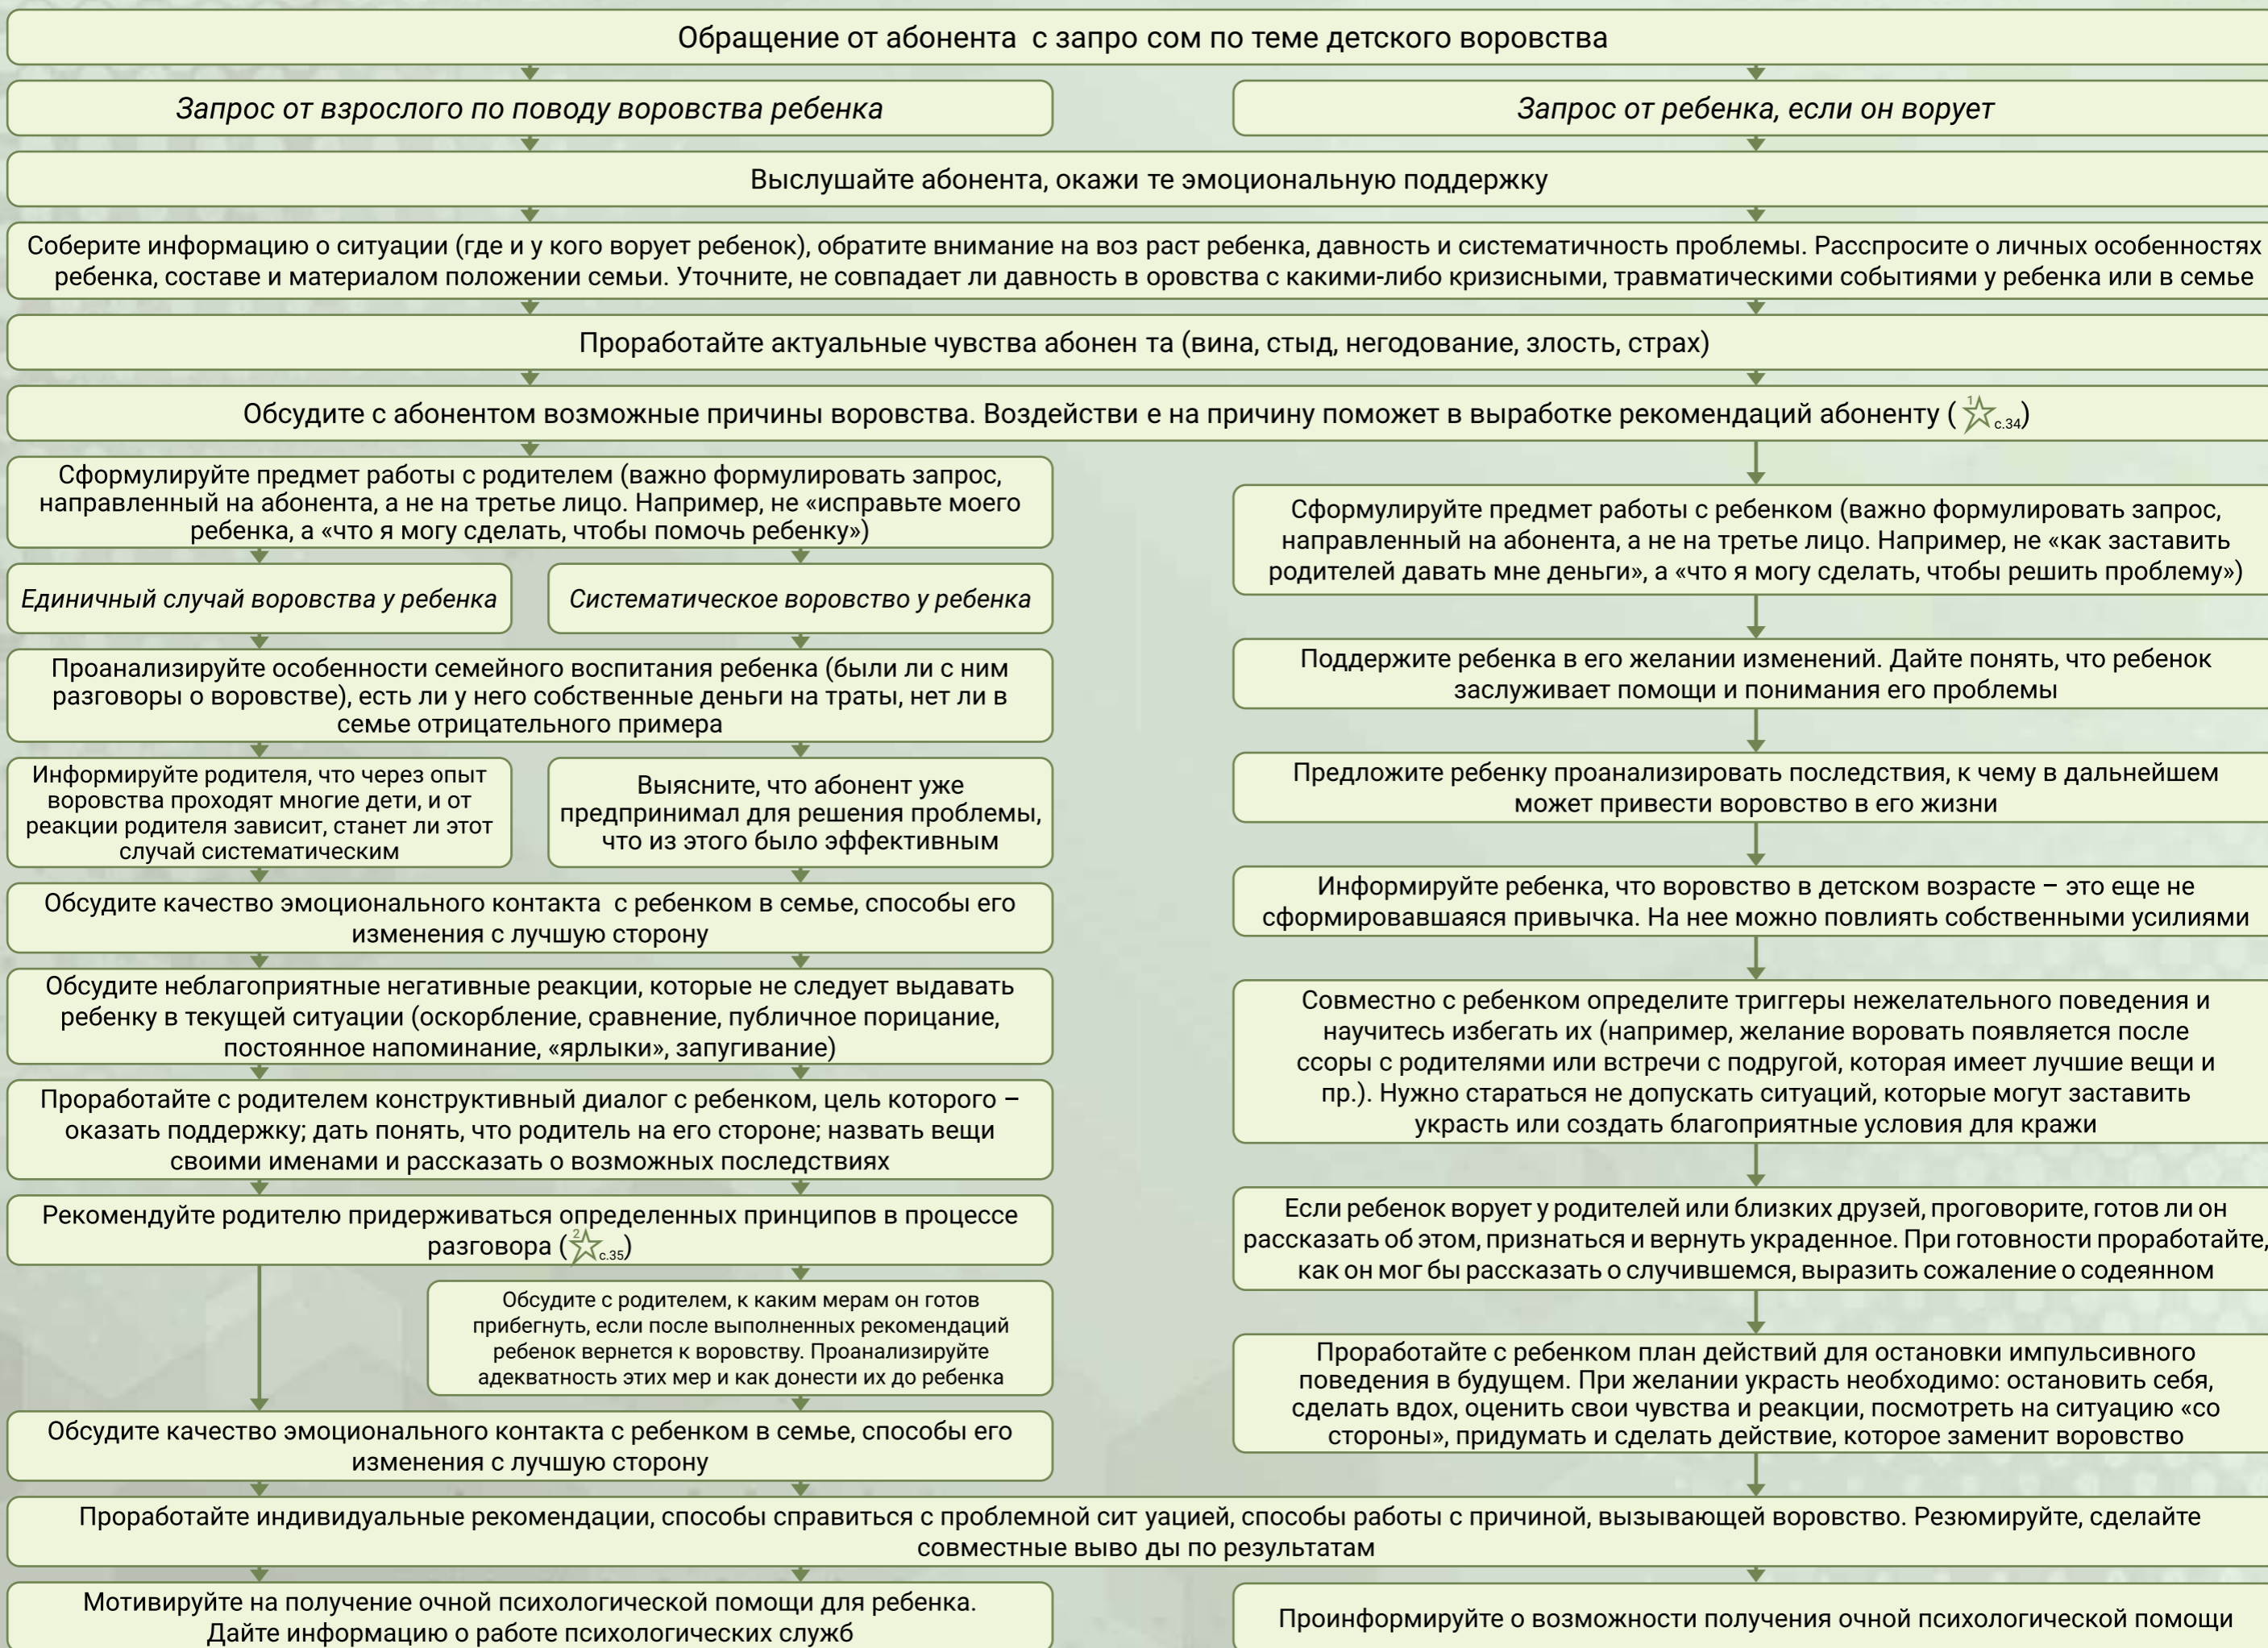 Обращение от абонента  с запро сом по теме детского воровства
Запрос от взрослого по поводу воровства ребенка
Запрос от ребенка, если он ворует
Выслушайте абонента, окажи те эмоциональную поддержку
Соберите информацию о ситуации (где и у кого ворует ребенок), обратите внимание на воз раст ребенка, давность и систематичность проблемы. Расспросите о личных особенностях
ребенка, составе и материалом положении семьи. Уточните, не совпадает ли давность в оровства с какими-либо кризисными, травматическими событиями у ребенка или в семье
Проработайте актуальные чувства абонен та (вина, стыд, негодование, злость, страх)
Обсудите с абонентом возможные причины воровства. Воздействи е на причину поможет в выработке рекомендаций абоненту ( 1 с.34)
Сформулируйте предмет работы с родителем (важно формулировать запрос,
направленный на абонента, а не на третье лицо. Например, не «исправьте моего
ребенка, а «что я могу сделать, чтобы помочь ребенку»)
Единичный случай воровства у ребенка
Систематическое воровство у ребенка
Проанализируйте особенности семейного воспитания ребенка (были ли с ним
разговоры о воровстве), есть ли у него собственные деньги на траты, нет ли в
семье отрицательного примера
Информируйте родителя, что через опыт
воровства проходят многие дети, и от
реакции родителя зависит, станет ли этот
случай систематическим
Выясните, что абонент уже
предпринимал для решения проблемы,
что из этого было эффективным
Обсудите качество эмоционального контакта  с ребенком в семье, способы его
изменения с лучшую сторону
Обсудите неблагоприятные негативные реакции, которые не следует выдавать
ребенку в текущей ситуации (оскорбление, сравнение, публичное порицание,
постоянное напоминание, «ярлыки», запугивание)
Проработайте с родителем конструктивный диалог с ребенком, цель которого –
оказать поддержку; дать понять, что родитель на его стороне; назвать вещи
своими именами и рассказать о возможных последствиях
Рекомендуйте родителю придерживаться определенных принципов в процессе
разговора (2 с.35)
Обсудите с родителем, к каким мерам он готов
прибегнуть, если после выполненных рекомендаций
ребенок вернется к воровству. Проанализируйте
адекватность этих мер и как донести их до ребенка
Обсудите качество эмоционального контакта с ребенком в семье, способы его
изменения с лучшую сторону
Сформулируйте предмет работы с ребенком (важно формулировать запрос,
направленный на абонента, а не на третье лицо. Например, не «как заставить
родителей давать мне деньги», а «что я могу сделать, чтобы решить проблему»)
Поддержите ребенка в его желании изменений. Дайте понять, что ребенок
заслуживает помощи и понимания его проблемы
Предложите ребенку проанализировать последствия, к чему в дальнейшем
может привести воровство в его жизни
Информируйте ребенка, что воровство в детском возрасте – это еще не
сформировавшаяся привычка. На нее можно повлиять собственными усилиями
Совместно с ребенком определите триггеры нежелательного поведения и
научитесь избегать их (например, желание воровать появляется после
ссоры с родителями или встречи с подругой, которая имеет лучшие вещи и
пр.). Нужно стараться не допускать ситуаций, которые могут заставить
украсть или создать благоприятные условия для кражи
Если ребенок ворует у родителей или близких друзей, проговорите, готов ли он
рассказать об этом, признаться и вернуть украденное. При готовности проработайте,
как он мог бы рассказать о случившемся, выразить сожаление о содеянном
Проработайте с ребенком план действий для остановки импульсивного
поведения в будущем. При желании украсть необходимо: остановить себя,
сделать вдох, оценить свои чувства и реакции, посмотреть на ситуацию «со
стороны», придумать и сделать действие, которое заменит воровство
Проработайте индивидуальные рекомендации, способы справиться с проблемной сит уацией, способы работы с причиной, вызывающей воровство. Резюмируйте, сделайте
совместные выво ды по результатам
Мотивируйте на получение очной психологической помощи для ребенка.
Дайте информацию о работе психологических служб
Проинформируйте о возможности получения очной психологической помощи